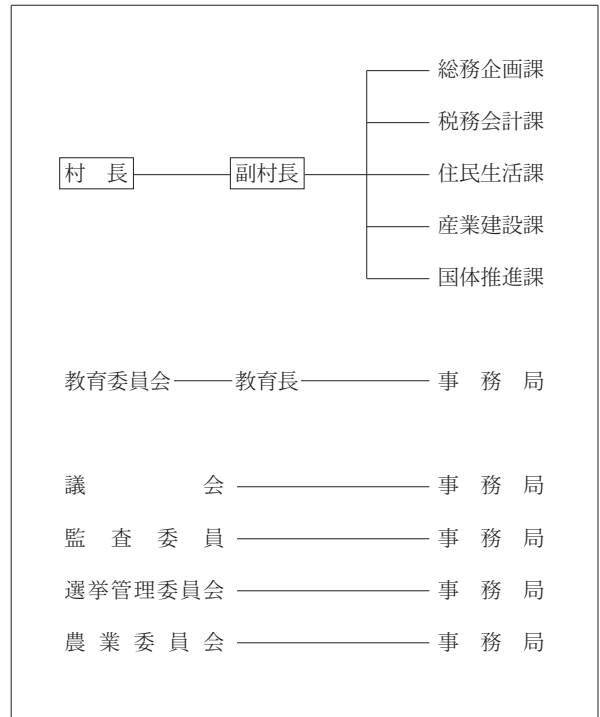 総務企画課
税務会計課
村　長　副村長　住民生活課
産業建設課
国体推進課
教育委員会　教育長　事　務　局
議　会　事　務　局
監　査　委　員　事　務　局
選挙管理委員会　事　務　局
農　業　委　員　会　事　務　局